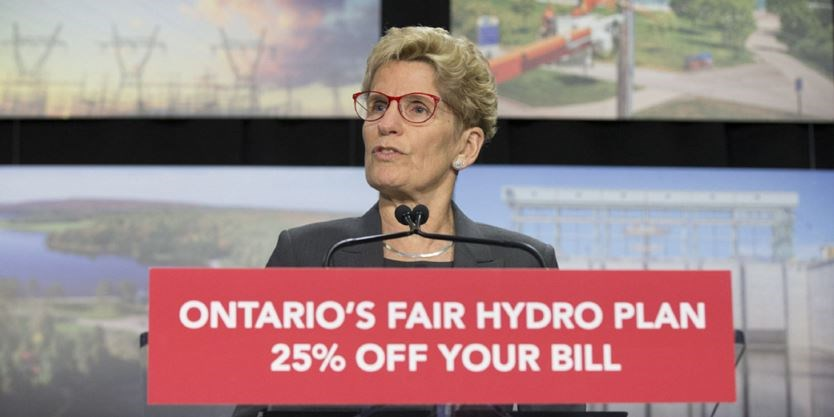 ONTARIO'S FAIR HYDRO PLAN
25% OFF YOUR BILL